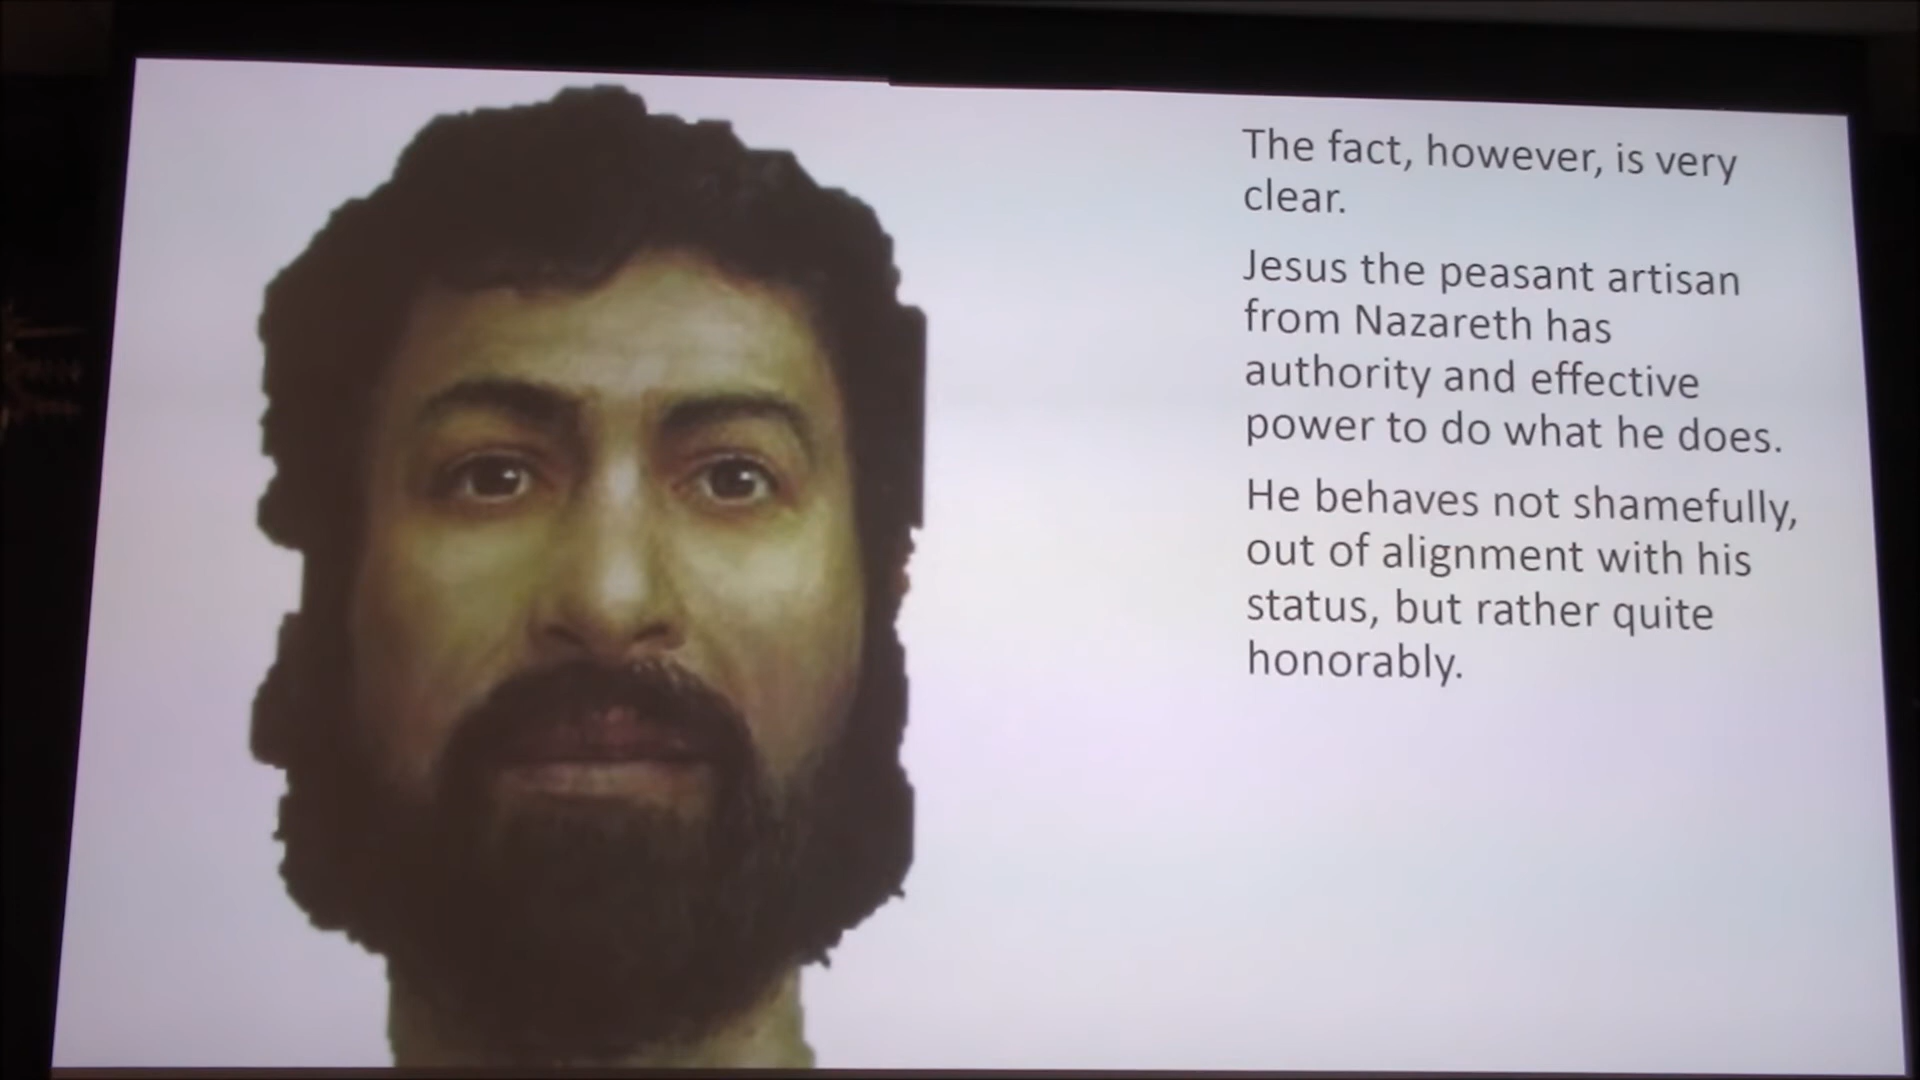 The fact, however, is very
clear.
Jesus the peasant artisan
from Nazareth has
authority and effective
power to do what he does.
He behaves not shamefully,
out of alignment with his
status, but rather quite
honorably.